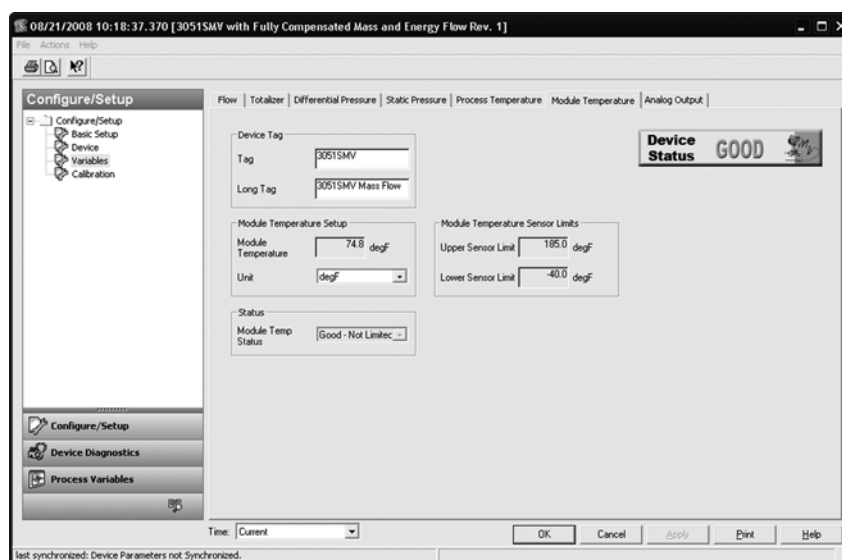 08/21/2008 10:18:37.370 [3051SMV with Fully Compensated Mass and Energy Flow Rev. 1]
File Actions Help
Configure/Setup
Configure/Setup
Basic Setup
Device
Variables
Calibration
Configure/Setup
Device Diagnostics
Process Variables
Flow Totalizer Differential Pressure Static Pressure Process Temperature Module Temperature Analog Output
Device Tag
Tag 3051SMV
Long Tag 3051SMV Mass Flow
Device Status GOOD
Module Temperature Setup
Module Temperature 74.8 degF
Unit degF
Module Temperature Sensor Limits
Upper Sensor Limit 185.0 degF
Lower Sensor Limit -40.0 degF
Status
Module Temp Status Good - Not Limitec
Time: Current
OK Cancel Apply Print Help
last synchronized: Device Parameters not Synchronized.